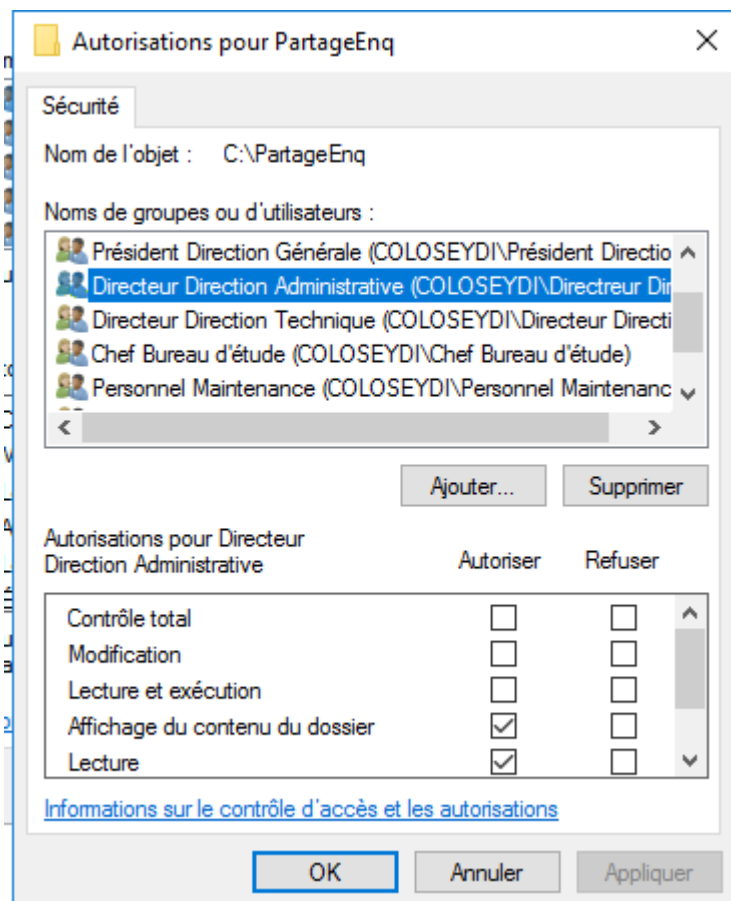 Autorisations pour PartageEnq
Sécurité
Nom de l'objet : C:\PartageEnq
Noms de groupes ou d'utilisateurs :
Président Direction Générale (COLOSEYDI\Président Directio
Directeur Direction Administrative (COLOSEYDI\Directreur Dir
Directeur Direction Technique (COLOSEYDI\Directeur Directi
Chef Bureau d'étude (COLOSEYDI\Chef Bureau d'étude)
Personnel Maintenance (COLOSEYDI\Personnel Maintenanc
Ajouter...
Supprimer
Autorisations pour Directeur
Direction Administrative
Autoriser
Refuser
Contrôle total
Modification
Lecture et exécution
Affichage du contenu du dossier
Lecture
Informations sur le contrôle d'accès et les autorisations
OK
Annuler
Appliquer